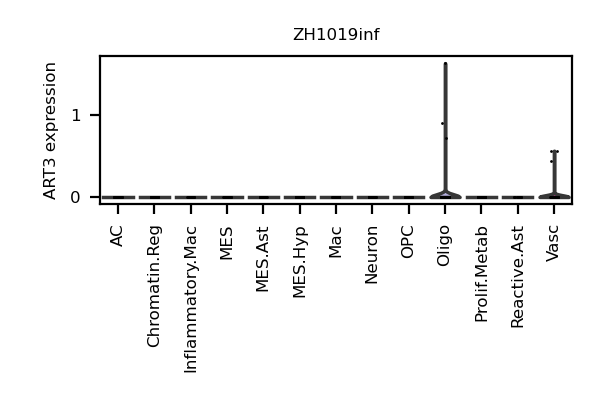 ZH1019inf
ART3 expression
1
0
AC
Chromatin.Reg
Inflammatory.Mac
MES
MES.Ast
MES.Hyp
Mac
Neuron
OPC
Oligo
Prolif.Metab
Reactive.Ast
Vasc